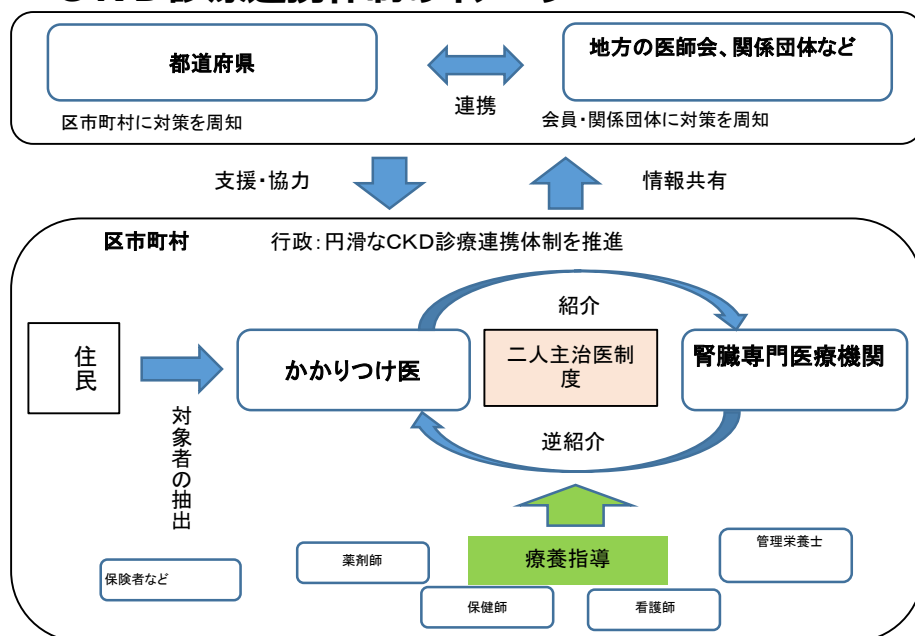 都道府県
地方の医師会、関係団体など
連携
区市町村に対策を周知
会員・関係団体に対策を周知
支援・協力
情報共有
区市町村
行政:円滑なCKD診療連携体制を推進
紹介
住民
かかりつけ医
二人主治医制
度
腎臓専門医療機関
対象者の抽出
逆紹介
療養指導
管理栄養士
薬剤師
保険者など
保健師
看護師